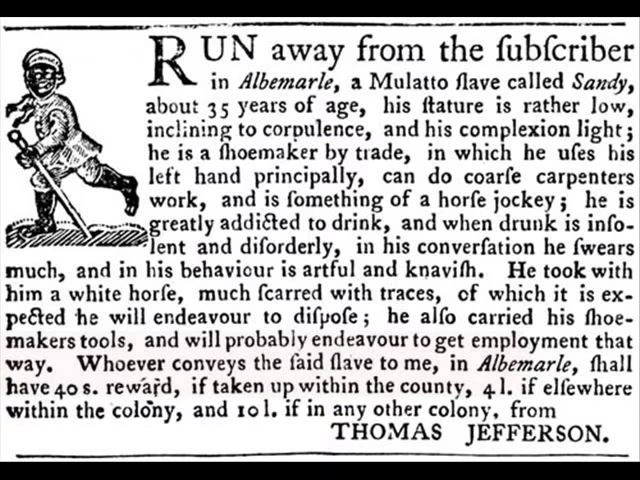 RUN away from the ſubſcriber
in Albemarle, a Mulatto ſlave called Sandy,
about 35 years of age, his ſtature is rather low,
inclining to corpulence, and his complexion light;
he is a ſhoemaker by trade, in which he uſes his
left hand principally, can do coarſe carpenters
work, and is ſomething of a horſe jockey; he is
greatly addicted to drink, and when drunk is inſo-
lent and diſorderly, in his converſation he ſwears
much, and in his behaviour is artful and knaviſh. He took with
him a white horſe, much ſcarred with traces, of which it is ex-
pected he will endeavour to diſpoſe; he alſo carried his ſhoe-
makers tools, and will probably endeavour to get employment that
way. Whoever conveys the ſaid ſlave to me, in Albemarle, ſhall
have 40 s. reward, if taken up within the county, 4 l. if elſewhere
within the colony, and 10 l. if in any other colony, from
THOMAS JEFFERSON.